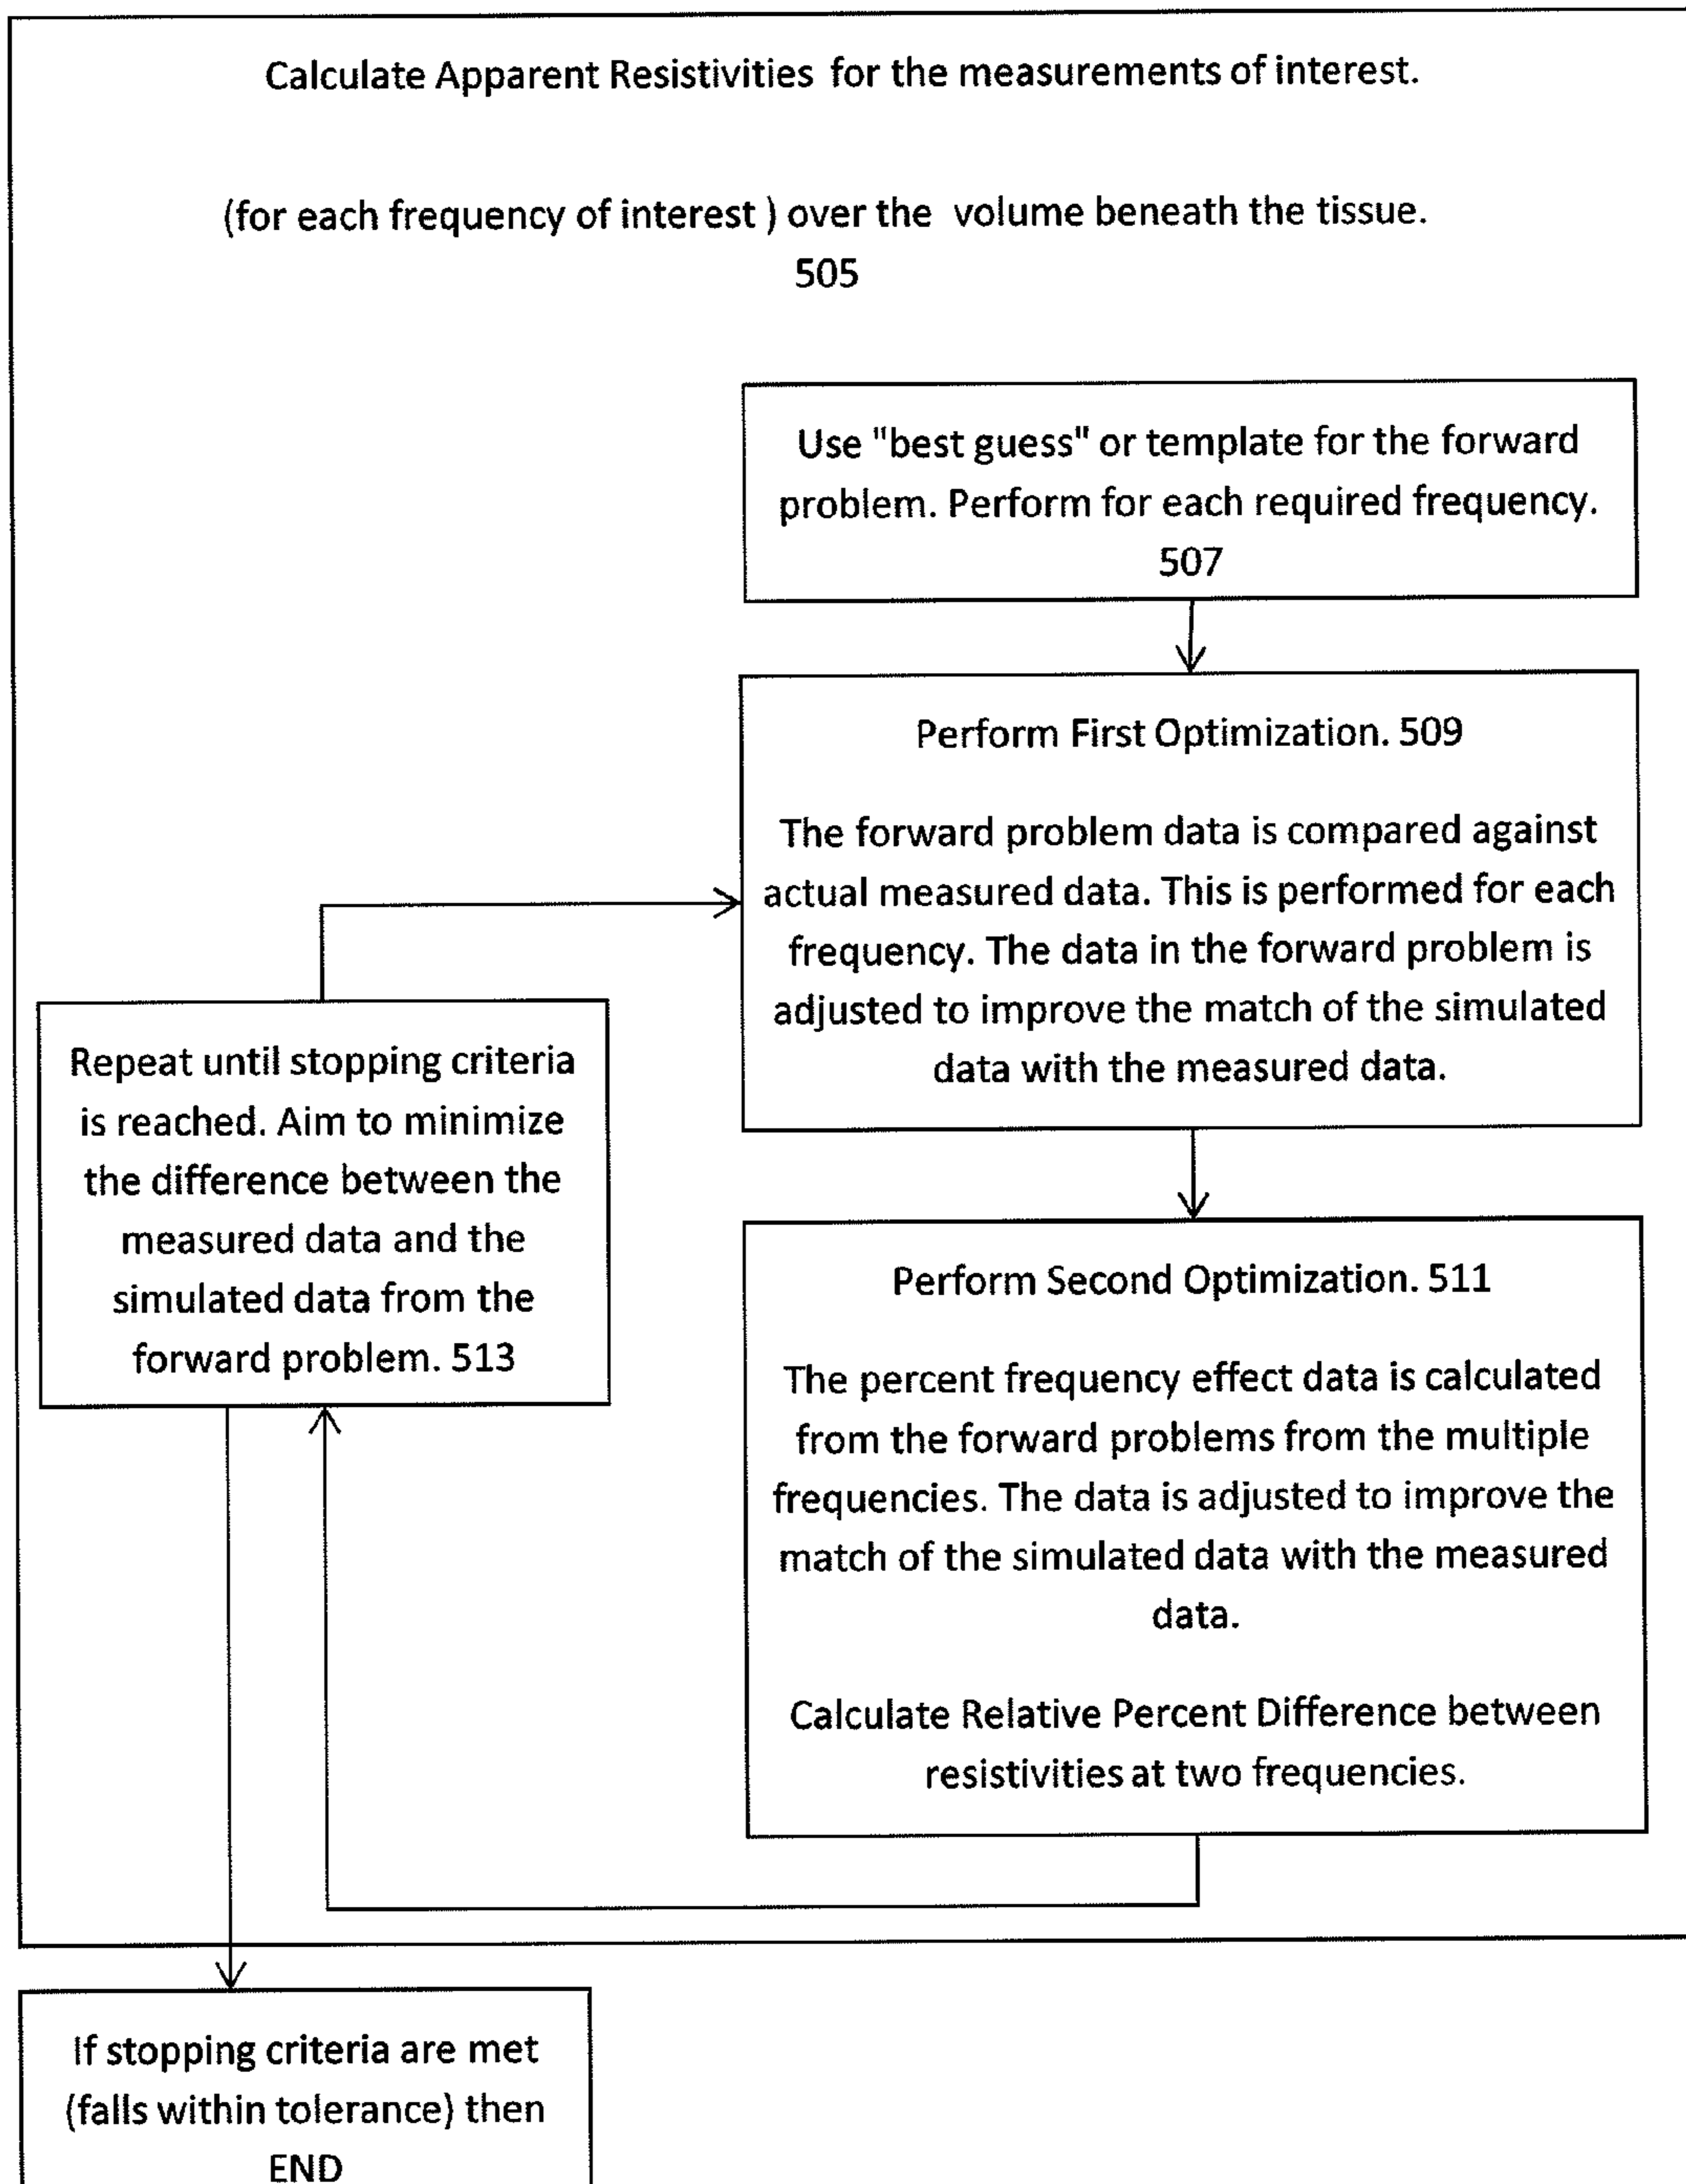 Calculate Apparent Resistivities for the measurements of interest.
(for each frequency of interest ) over the volume beneath the tissue.
505
Use "best guess" or template for the forward
problem. Perform for each required frequency.
507
Perform First Optimization. 509
The forward problem data is compared against
actual measured data. This is performed for each
frequency. The data in the forward problem is
adjusted to improve the match of the simulated
data with the measured data.
Repeat until stopping criteria
is reached. Aim to minimize
the difference between the
measured data and the
simulated data from the
forward problem. 513
Perform Second Optimization. 511
The percent frequency effect data is calculated
from the forward problems from the multiple
frequencies. The data is adjusted to improve the
match of the simulated data with the measured
data.
Calculate Relative Percent Difference between
resistivities at two frequencies.
If stopping criteria are met
(falls within tolerance) then
END